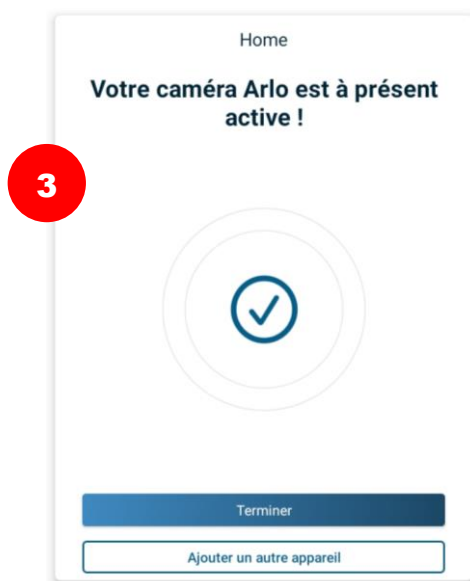 Home
Votre caméra Arlo est à présent
active !
3
Terminer
Ajouter un autre appareil